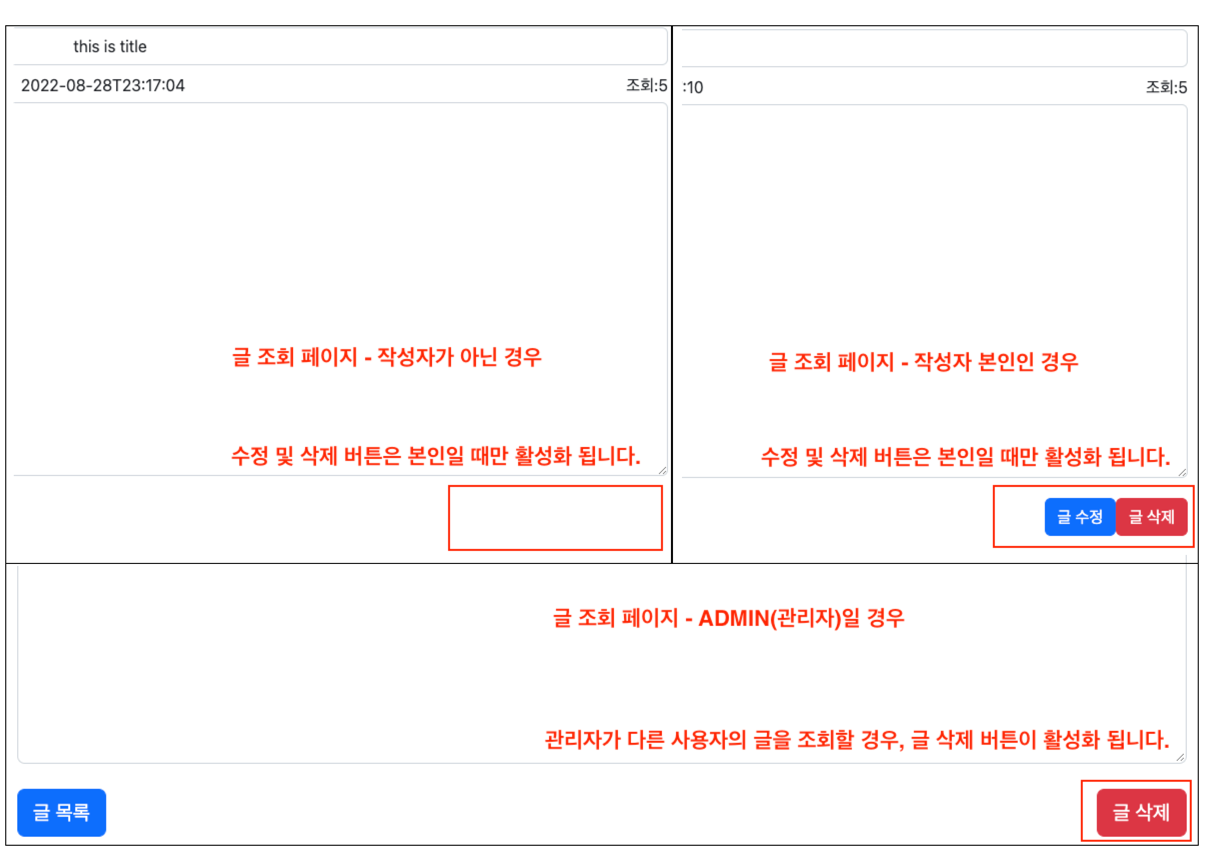 this is title
2022-08-28T23:17:04
조회:5
글 조회 페이지 - 작성자가 아닌 경우
수정 및 삭제 버튼은 본인일 때만 활성화 됩니다.
:10
조회:5
글 조회 페이지 - 작성자 본인인 경우
수정 및 삭제 버튼은 본인일 때만 활성화 됩니다.
글 수정
글 삭제
글 조회 페이지 - ADMIN(관리자)일 경우
관리자가 다른 사용자의 글을 조회할 경우, 글 삭제 버튼이 활성화 됩니다.
글 목록
글 삭제